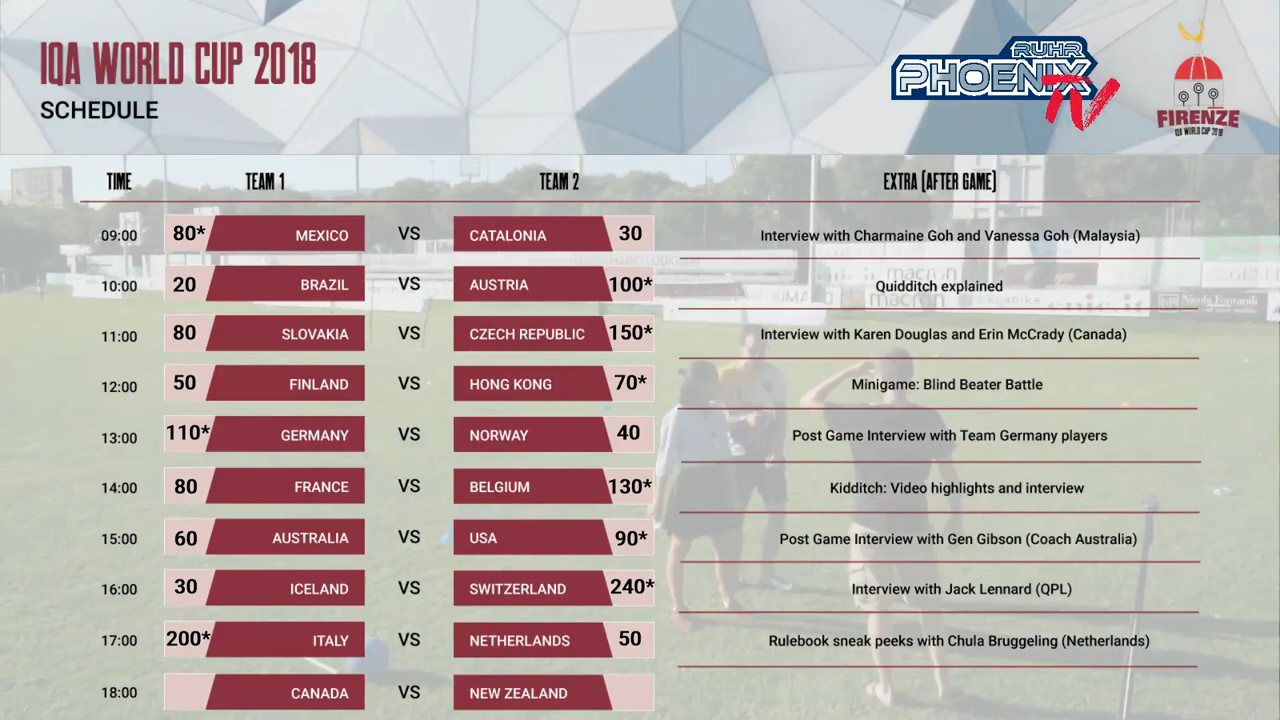 IQA WORLD CUP 2018
SCHEDULE
RUHR
PHOENIX
TV
FIRENZE
IQA WORLD CUP 2018
TIME TEAM 1 TEAM 2 EXTRA (AFTER GAME)
09:00 80* MEXICO VS CATALONIA 30 Interview with Charmaine Goh and Vanessa Goh (Malaysia)
10:00 20 BRAZIL VS AUSTRIA 100* Quidditch explained
11:00 80 SLOVAKIA VS CZECH REPUBLIC 150* Interview with Karen Douglas and Erin McCrady (Canada)
12:00 50 FINLAND VS HONG KONG 70* Minigame: Blind Beater Battle
13:00 110* GERMANY VS NORWAY 40 Post Game Interview with Team Germany players
14:00 80 FRANCE VS BELGIUM 130* Kidditch: Video highlights and interview
15:00 60 AUSTRALIA VS USA 90* Post Game Interview with Gen Gibson (Coach Australia)
16:00 30 ICELAND VS SWITZERLAND 240* Interview with Jack Lennard (QPL)
17:00 200* ITALY VS NETHERLANDS 50 Rulebook sneak peeks with Chula Bruggeling (Netherlands)
18:00 CANADA VS NEW ZEALAND
macron
macron